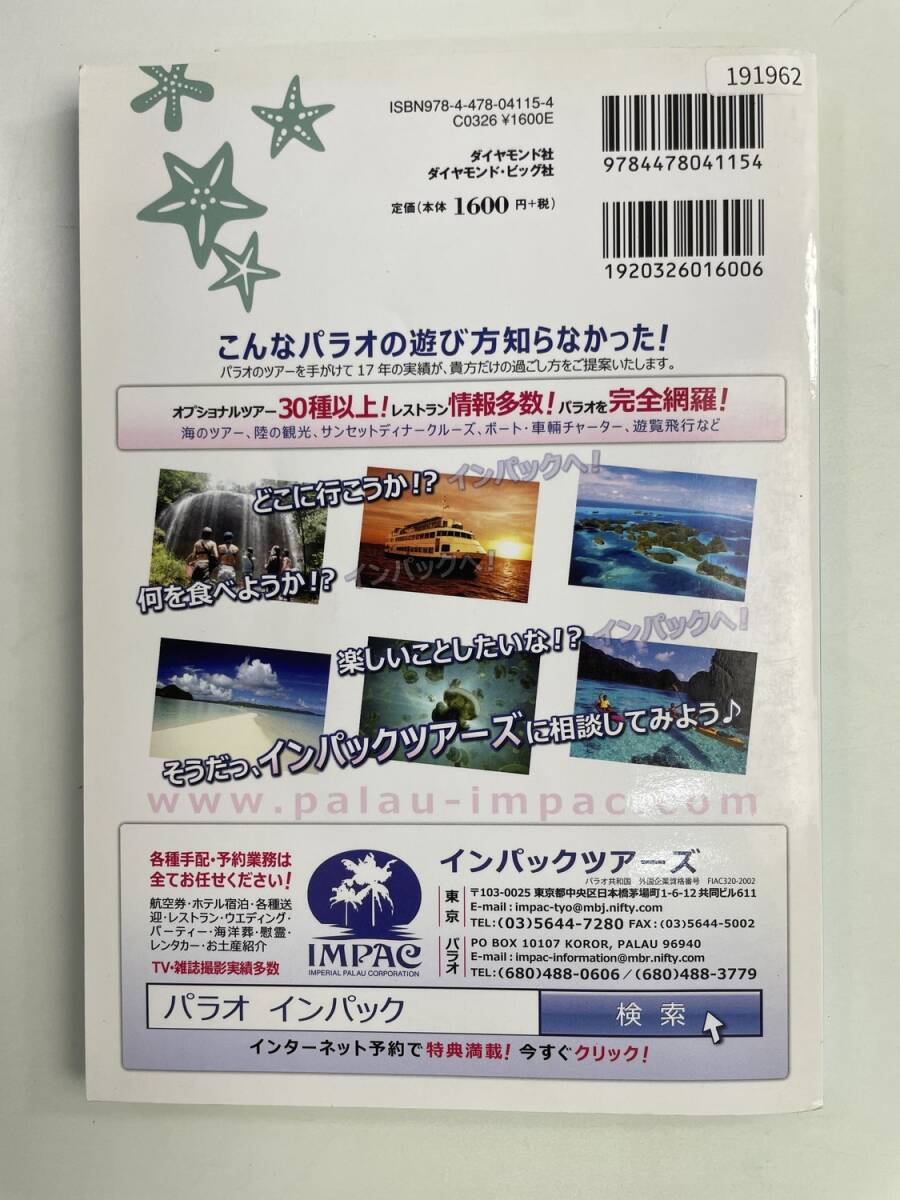 191962
ISBN978-4-478-04115-4
C0326 ¥1600E
ダイヤモンド社
ダイヤモンド・ビッグ社
定価(本体 1600 円+税)
9784478041154
1920326016006
こんなパラオの遊び方知らなかった!
パラオのツアーを手がけて 17 年の実績が、貴方だけの過ごし方をご提案いたします。
オプショナルツアー30種以上! レストラン情報多数! パラオを完全網羅!
海のツアー、陸の観光、サンセットディナークルーズ、ボート・車輌チャーター、遊覧飛行など
どこに行こうか!? インパックへ!
何を食べようか!? インパックへ!
楽しいことしたいな!? インパックへ!
そうだっ、インパックツアーズに相談してみよう♪
www.palau-impac.com
各種手配・予約業務は
全てお任せください!
航空券・ホテル宿泊・各種送
迎・レストラン・ウエディング・
パーティー・海洋葬・慰霊・
レンタカー・お土産紹介
TV・雑誌撮影実績多数
IMPAC
IMPERIAL PALAU CORPORATION
インパックツアーズ
パラオ共和国 外国企業資格番号 FIAC320-2002
東京
〒103-0025 東京都中央区日本橋茅場町1-6-12 共同ビル611
E-mail : impac-tyo@mbj.nifty.com
TEL: (03)5644-7280 FAX : (03)5644-5002
パラオ
PO BOX 10107 KOROR, PALAU 96940
E-mail : impac-information@mbr.nifty.com
TEL: (680)488-0606/(680)488-3779
パラオ インパック
検索
インターネット予約で特典満載! 今すぐクリック!